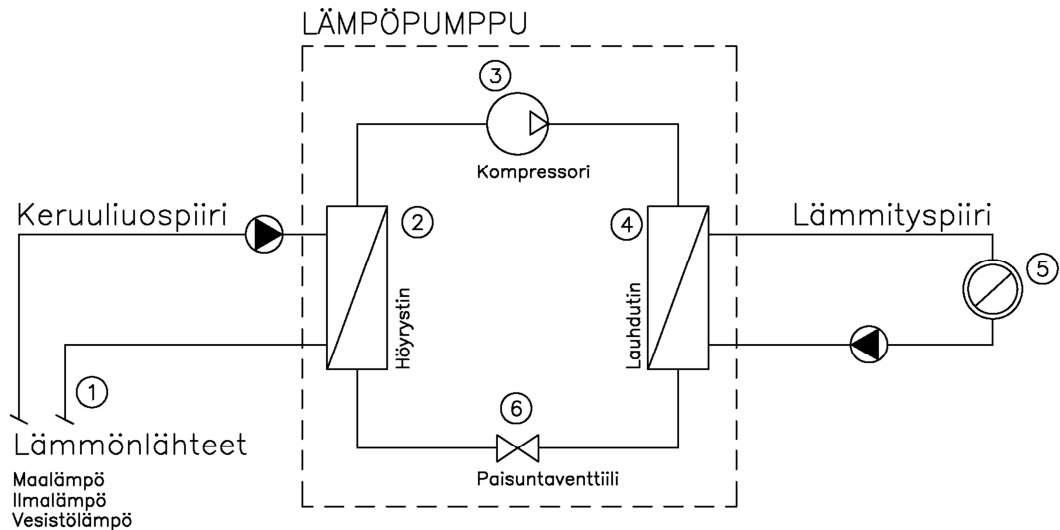 LÄMPÖPUMPPU
3
Kompressori
Keruuliuospiiri
2
4
Lämmityspiiri
5
Höyrystin
Lauhdutin
1
6
Lämmönlähteet
Paisuntaventtiili
Maalämpö
Ilmalämpö
Vesistölämpö